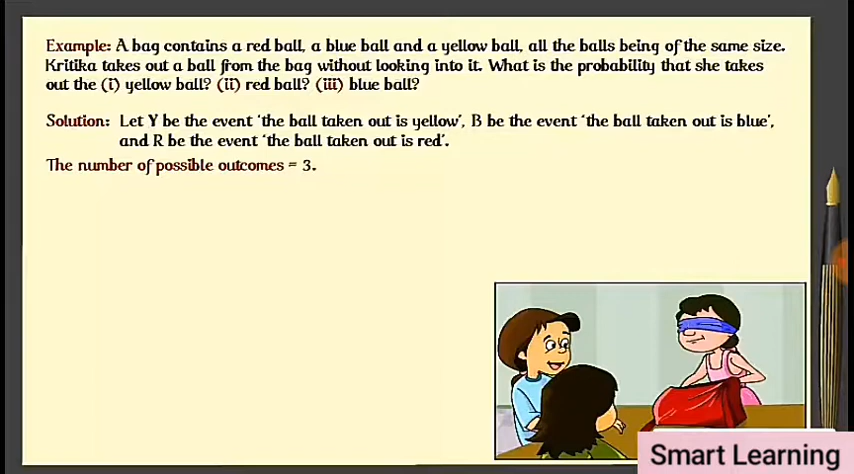 Example: A bag contains a red ball, a blue ball and a yellow ball, all the balls being of the same size.
Kritika takes out a ball from the bag without looking into it. What is the probability that she takes
out the (i) yellow ball? (ii) red ball? (iii) blue ball?
Solution: Let Y be the event 'the ball taken out is yellow', B be the event 'the ball taken out is blue',
and R be the event 'the ball taken out is red'.
The number of possible outcomes = 3.
Smart Learning